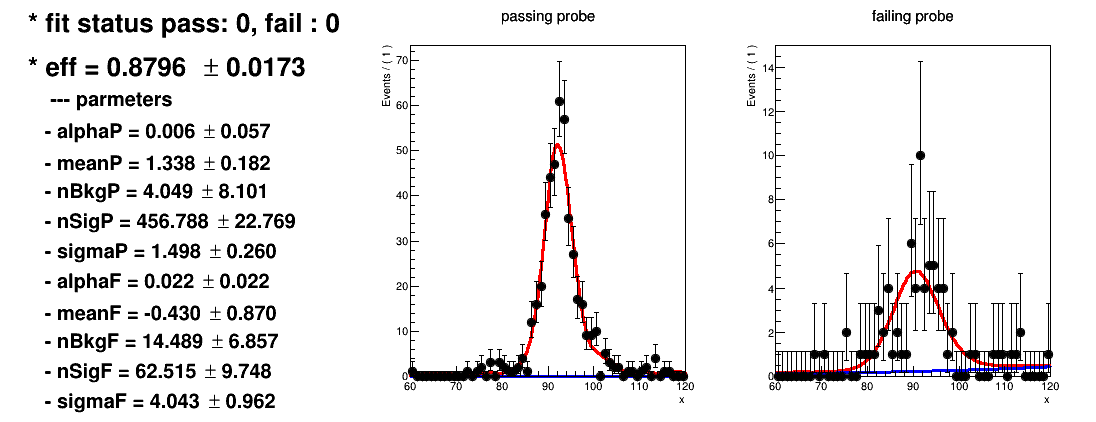 * fit status pass: 0, fail : 0
* eff = 0.8796 ± 0.0173
--- parmeters
- alphaP = 0.006 ± 0.057
- meanP = 1.338 ± 0.182
- nBkgP = 4.049 ± 8.101
- nSigP = 456.788 ± 22.769
- sigmaP = 1.498 ± 0.260
- alphaF = 0.022 ± 0.022
- meanF = -0.430 ± 0.870
- nBkgF = 14.489 ± 6.857
- nSigF = 62.515 ± 9.748
- sigmaF = 4.043 ± 0.962
passing probe
Events / ( 1 )
70
60
50
40
30
20
10
0
60 70 80 90 100 110 120
x
failing probe
Events / ( 1 )
14
12
10
8
6
4
2
0
60 70 80 90 100 110 120
x